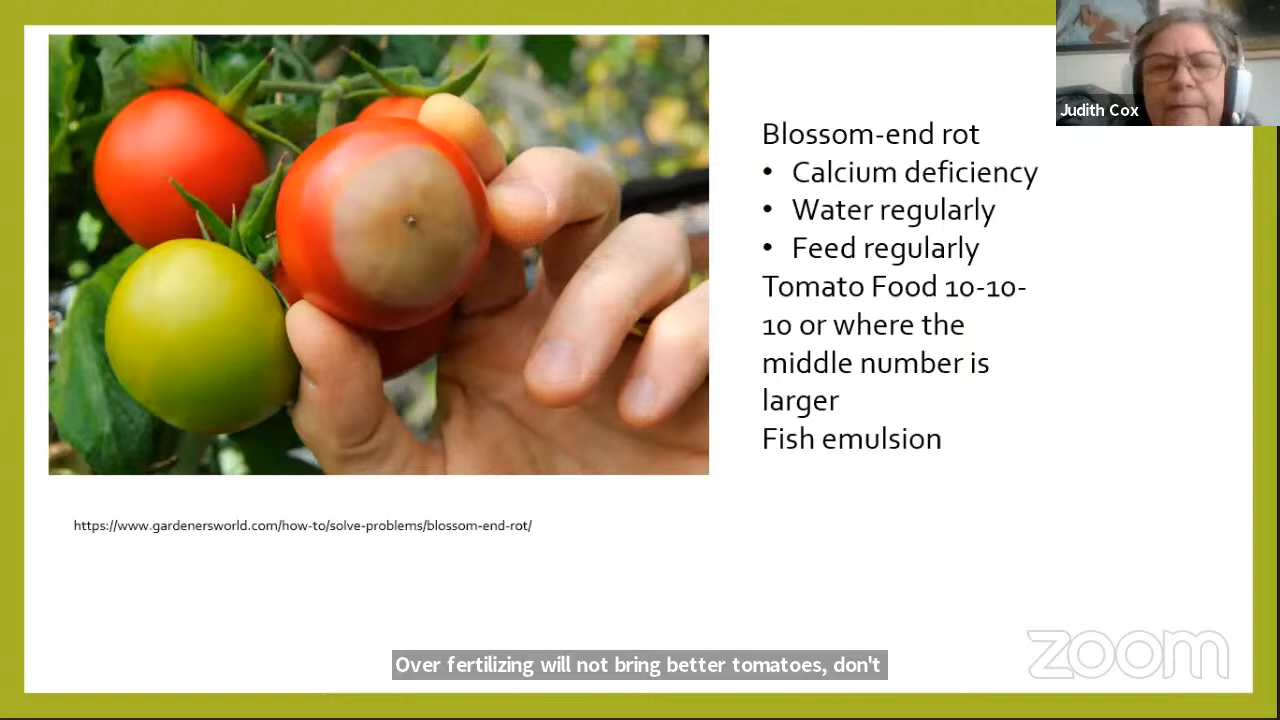 Judith Cox
Blossom-end rot
• Calcium deficiency
• Water regularly
• Feed regularly
Tomato Food 10-10-
10 or where the
middle number is
larger
Fish emulsion
https://www.gardenersworld.com/how-to/solve-problems/blossom-end-rot/
Over fertilizing will not bring better tomatoes, don't
zoom